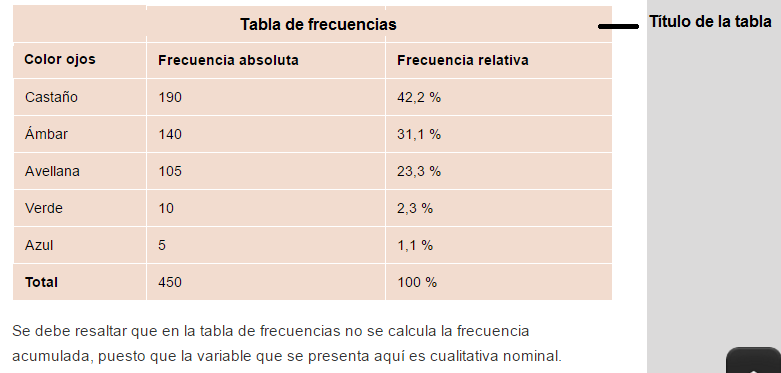 Tabla de frecuencias
Título de la tabla
Color ojos Frecuencia absoluta Frecuencia relativa
Castaño 190 42,2 %
Ámbar 140 31,1 %
Avellana 105 23,3 %
Verde 10 2,3 %
Azul 5 1,1 %
Total 450 100 %
Se debe resaltar que en la tabla de frecuencias no se calcula la frecuencia
acumulada, puesto que la variable que se presenta aquí es cualitativa nominal.